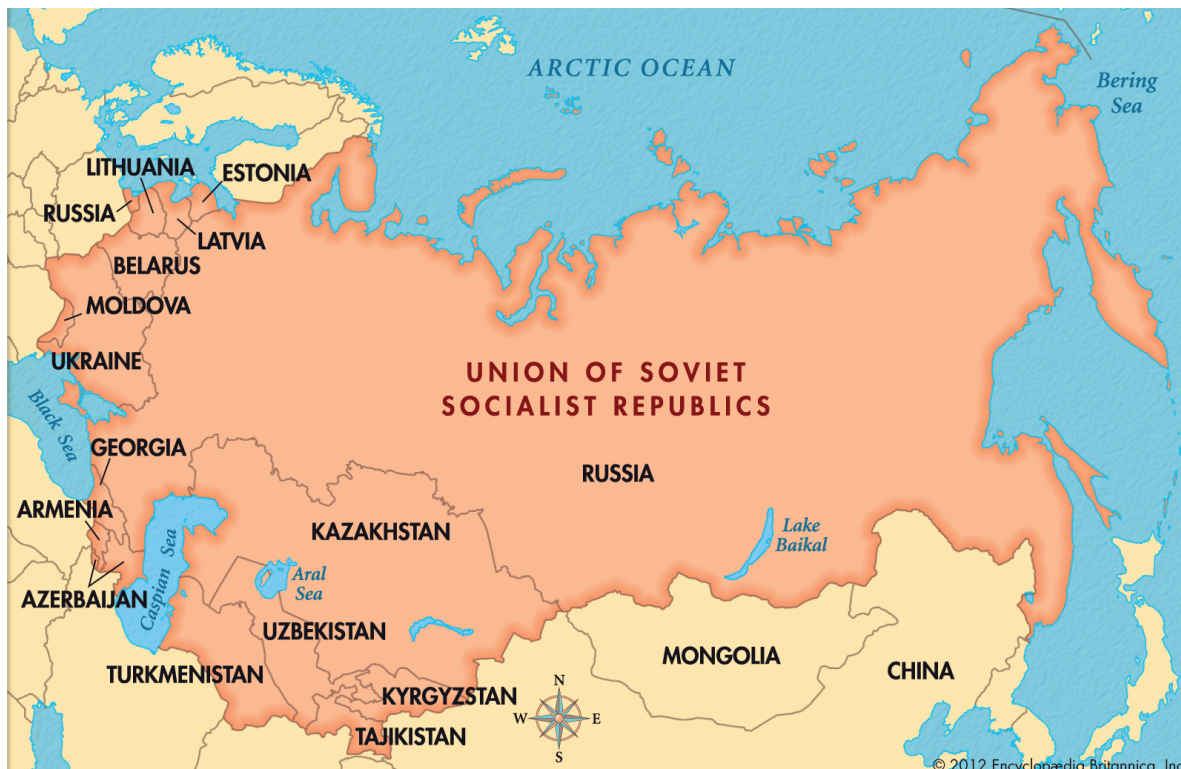 ARCTIC OCEAN
Bering
Sea
LITHUANIA
ESTONIA
RUSSIA
LATVIA
BELARUS
MOLDOVA
UKRAINE
Black Sea
UNION OF SOVIET
SOCIALIST REPUBLICS
GEORGIA
RUSSIA
ARMENIA
KAZAKHSTAN
Lake
Baikal
Caspian Sea
Aral
Sea
AZERBAIJAN
UZBEKISTAN
TURKMENISTAN
MONGOLIA
CHINA
KYRGYZSTAN
N
W
E
S
TAJIKISTAN
© 2012 Encyclopædia Britannica, Inc